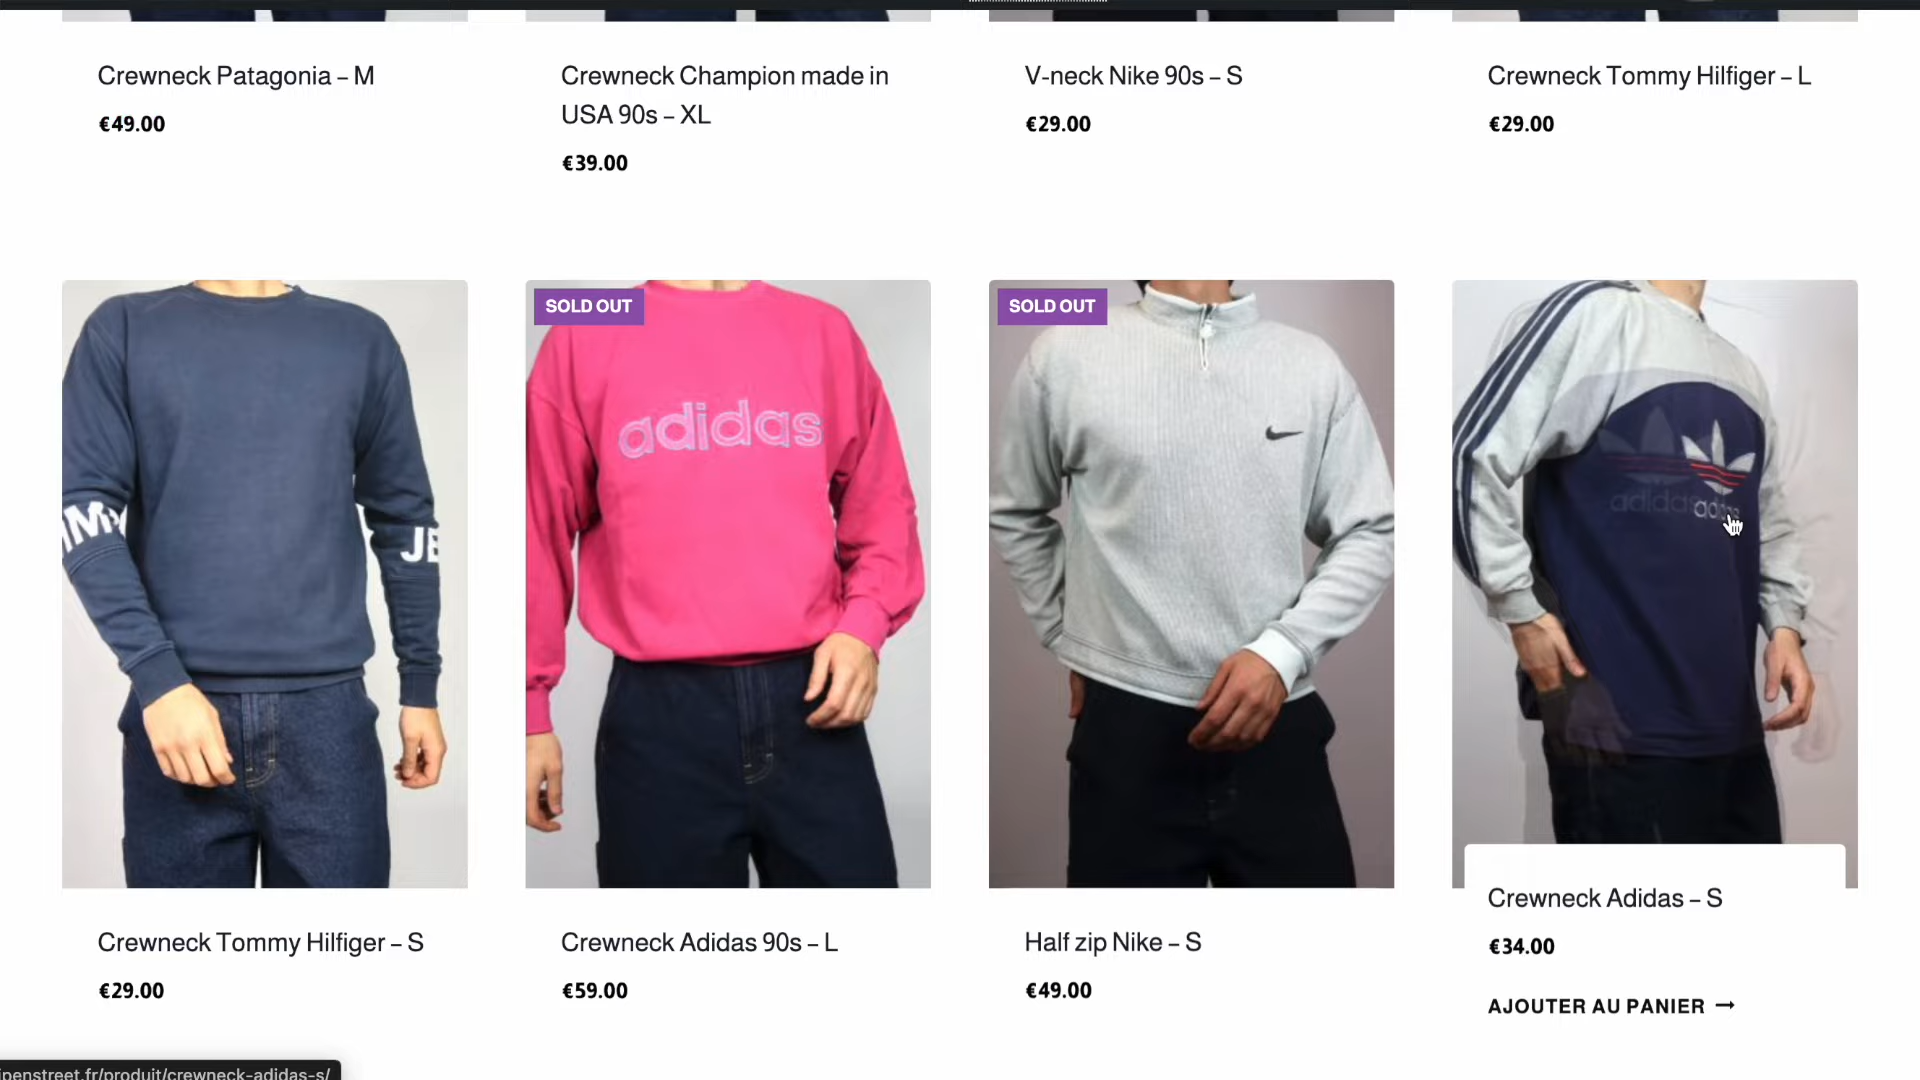 Crewneck Patagonia – M
€49.00
Crewneck Champion made in
USA 90s – XL
€39.00
V-neck Nike 90s – S
€29.00
Crewneck Tommy Hilfiger – L
€29.00
SOLD OUT
adidas
SOLD OUT
adidas
Crewneck Tommy Hilfiger – S
€29.00
Crewneck Adidas 90s – L
€59.00
Half zip Nike – S
€49.00
Crewneck Adidas – S
€34.00
AJOUTER AU PANIER →
penstreet.fr/produit/crewneck-adidas-s/